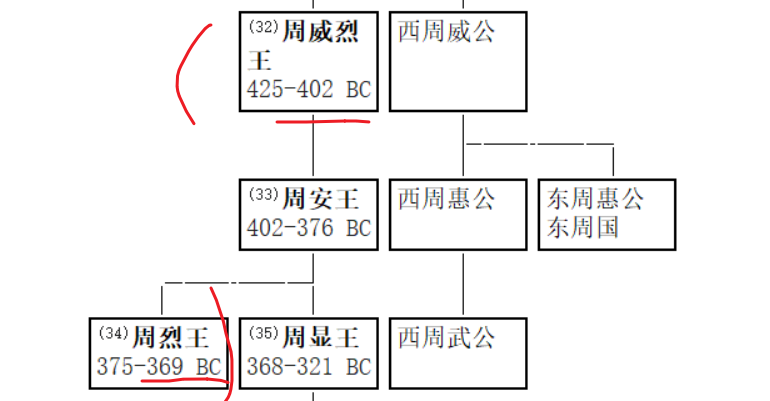 (32)周威烈
王
425-402 BC
西周威公
(33)周安王
402-376 BC
西周惠公
东周惠公
东周国
(34)周烈王
375-369 BC
(35)周显王
368-321 BC
西周武公